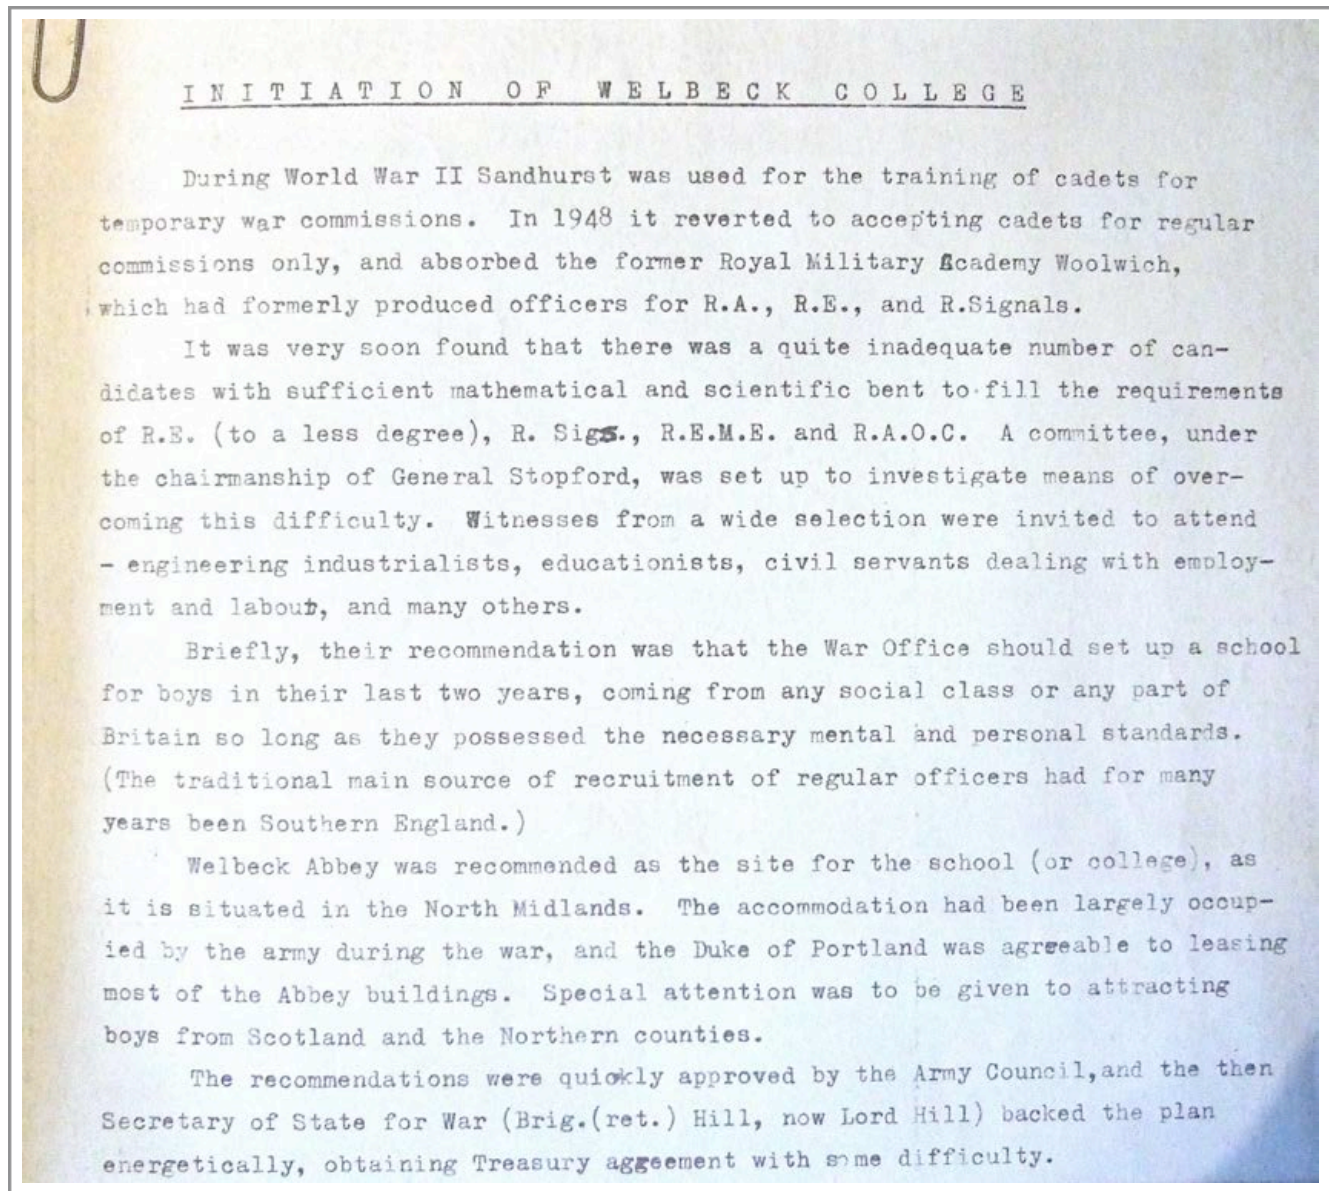 INITIATION OF WELBECK COLLEGE
During World War II Sandhurst was used for the training of cadets for
temporary war commissions. In 1948 it reverted to accepting cadets for regular
commissions only, and absorbed the former Royal Military Academy Woolwich,
which had formerly produced officers for R.A., R.E., and R.Signals.
It was very soon found that there was a quite inadequate number of can-
didates with sufficient mathematical and scientific bent to fill the requirements
of R.E. (to a less degree), R. Sigs., R.E.M.E. and R.A.O.C. A committee, under
the chairmanship of General Stopford, was set up to investigate means of over-
coming this difficulty. Witnesses from a wide selection were invited to attend
- engineering industrialists, educationists, civil servants dealing with employ-
ment and labour, and many others.
Briefly, their recommendation was that the War Office should set up a school
for boys in their last two years, coming from any social class or any part of
Britain so long as they possessed the necessary mental and personal standards.
(The traditional main source of recruitment of regular officers had for many
years been Southern England.)
Welbeck Abbey was recommended as the site for the school (or college), as
it is situated in the North Midlands. The accommodation had been largely occup-
ied by the army during the war, and the Duke of Portland was agreeable to leasing
most of the Abbey buildings. Special attention was to be given to attracting
boys from Scotland and the Northern counties.
The recommendations were quickly approved by the Army Council,and the then
Secretary of State for War (Brig.(ret.) Hill, now Lord Hill) backed the plan
energetically, obtaining Treasury aggeement with some difficulty.